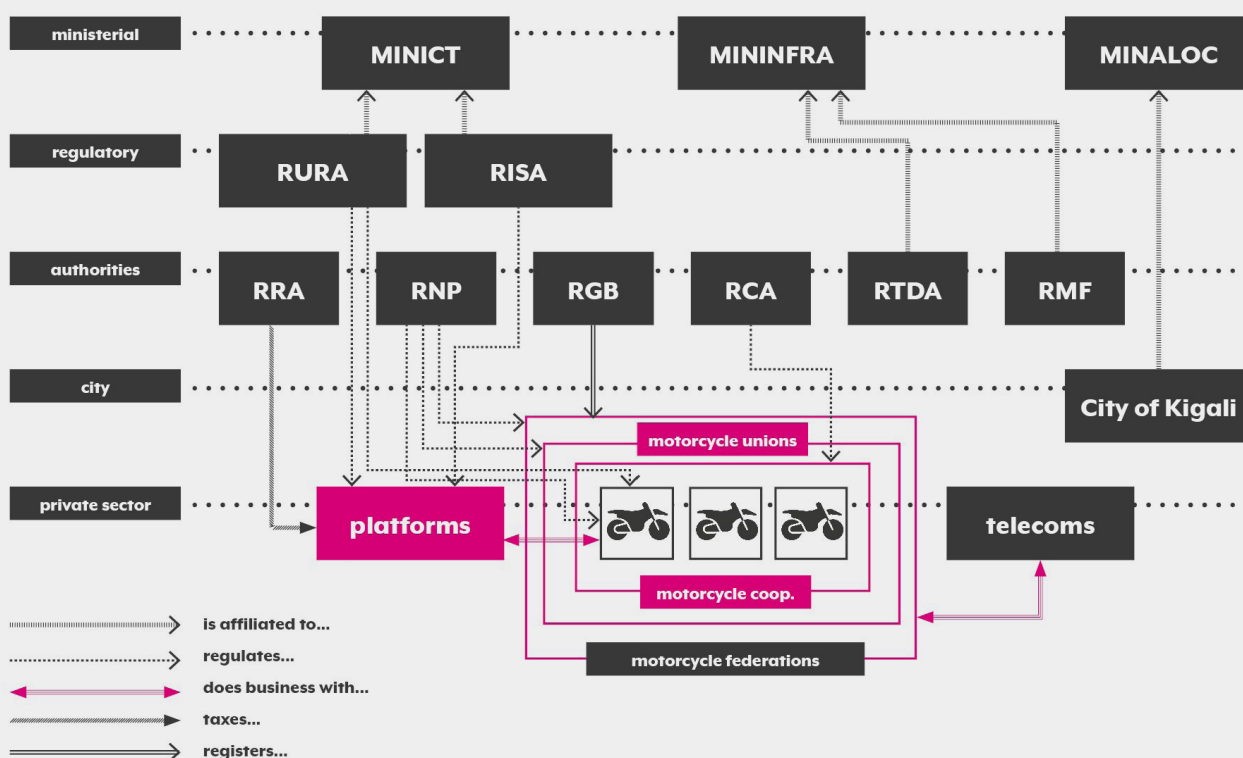 ministerial
MINICT
MININFRA
MINALOC
regulatory
RURA
RISA
authorities
RRA
RNP
RGB
RCA
RTDA
RMF
city
City of Kigali
motorcycle unions
private sector
platforms
telecoms
motorcycle coop.
motorcycle federations
is affiliated to...
regulates...
does business with...
taxes...
registers...